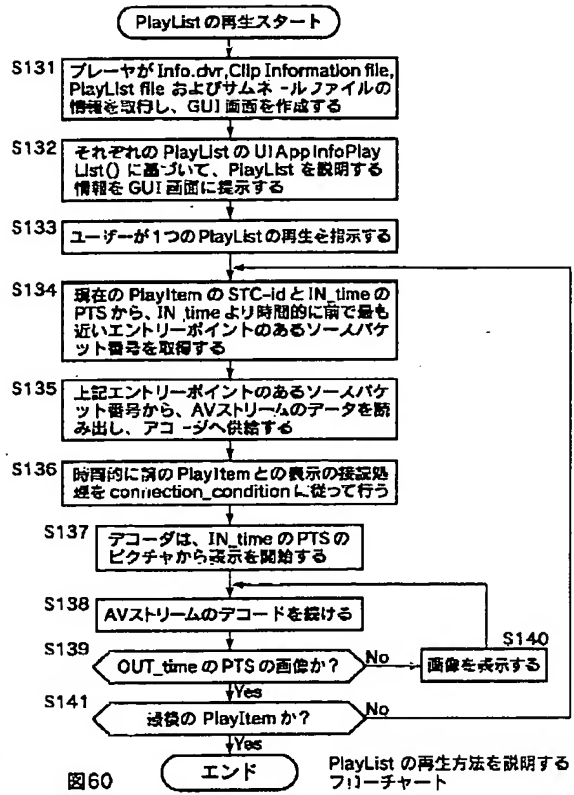 PlayList の再生スタート
S131
プレーヤが Info.dvr,Clip Information file,
PlayList file およびサムネールファイルの
情報を取得し、GUI 画面を作成する
S132
それぞれの PlayList の UIAppInfoPlay
List() に基づいて、PlayList を説明する
情報を GUI 画面に提示する
S133
ユーザーが1つの PlayList の再生を指示する
S134
現在の PlayItem の STC-id と IN_time の
PTS から、IN_time より時間的に前で最も
近いエントリーポイントのあるソースパケ
ット番号を取得する
S135
上記エントリーポイントのあるソースパケ
ット番号から、AVストリームのデータを読
み出し、デコーダへ供給する
S136
時間的に前の PlayItem との表示の接続処
理を connection_condition に従って行う
S137
デコーダは、IN_time の PTS の
ピクチャから表示を開始する
S138
AVストリームのデコードを続ける
S139
OUT_time の PTS の画像か？
No
S140
画像を表示する
Yes
S141
最後の PlayItem か？
No
Yes
エンド
図60
PlayList の再生方法を説明する
フローチャート